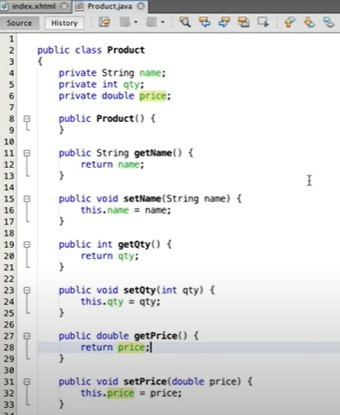 index.xhtml Product.java
Source History
1
2 public class Product
3 {
4 private String name;
5 private int qty;
6 private double price;
7
8 public Product() {
9 }
10
11 public String getName() {
12 return name;
13 }
14
15 public void setName(String name) {
16 this.name = name;
17 }
18
19 public int getQty() {
20 return qty;
21 }
22
23 public void setQty(int qty) {
24 this.qty = qty;
25 }
26
27 public double getPrice() {
28 return price;
29 }
30
31 public void setPrice(double price) {
32 this.price = price;
33 }